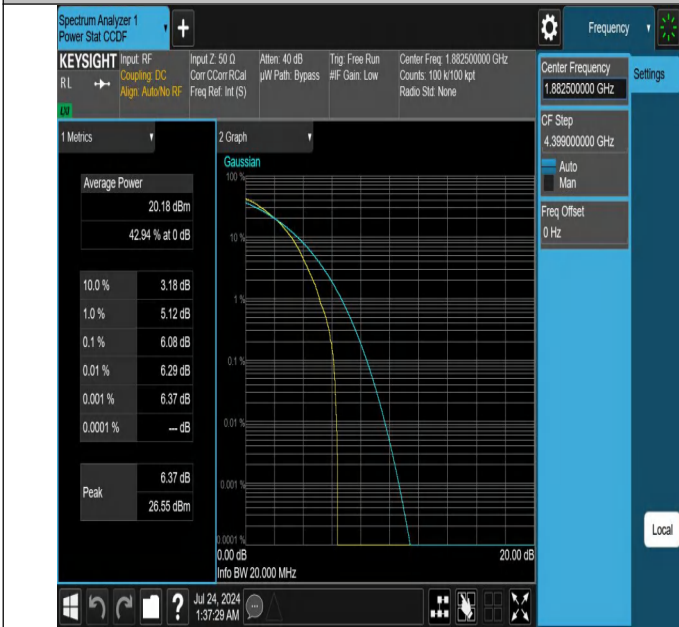 Spectrum Analyzer 1
Power Stat CCDF
+
Frequency
KEYSIGHT
RL
LXI
Input: RF
Coupling: DC
Align: Auto/No RF
Input Z: 50 Ω
Corr CCorr RCal
Freq Ref: Int (S)
Atten: 40 dB
µW Path: Bypass
Trig: Free Run
#IF Gain: Low
Center Freq: 1.882500000 GHz
Counts: 100 k/100 kpt
Radio Std: None
Center Frequency
1.882500000 GHz
Settings
CF Step
4.399000000 GHz
Auto
Man
Freq Offset
0 Hz
1 Metrics
Average Power
20.18 dBm
42.94 % at 0 dB
10.0 % 3.18 dB
1.0 % 5.12 dB
0.1 % 6.08 dB
0.01 % 6.29 dB
0.001 % 6.37 dB
0.0001 % --- dB
Peak
6.37 dB
26.55 dBm
2 Graph
Gaussian
100 %
10 %
1 %
0.1 %
0.01 %
0.001 %
0.0001 %
0.00 dB 20.00 dB
Info BW 20.000 MHz
Local
?
Jul 24, 2024
1:37:29 AM